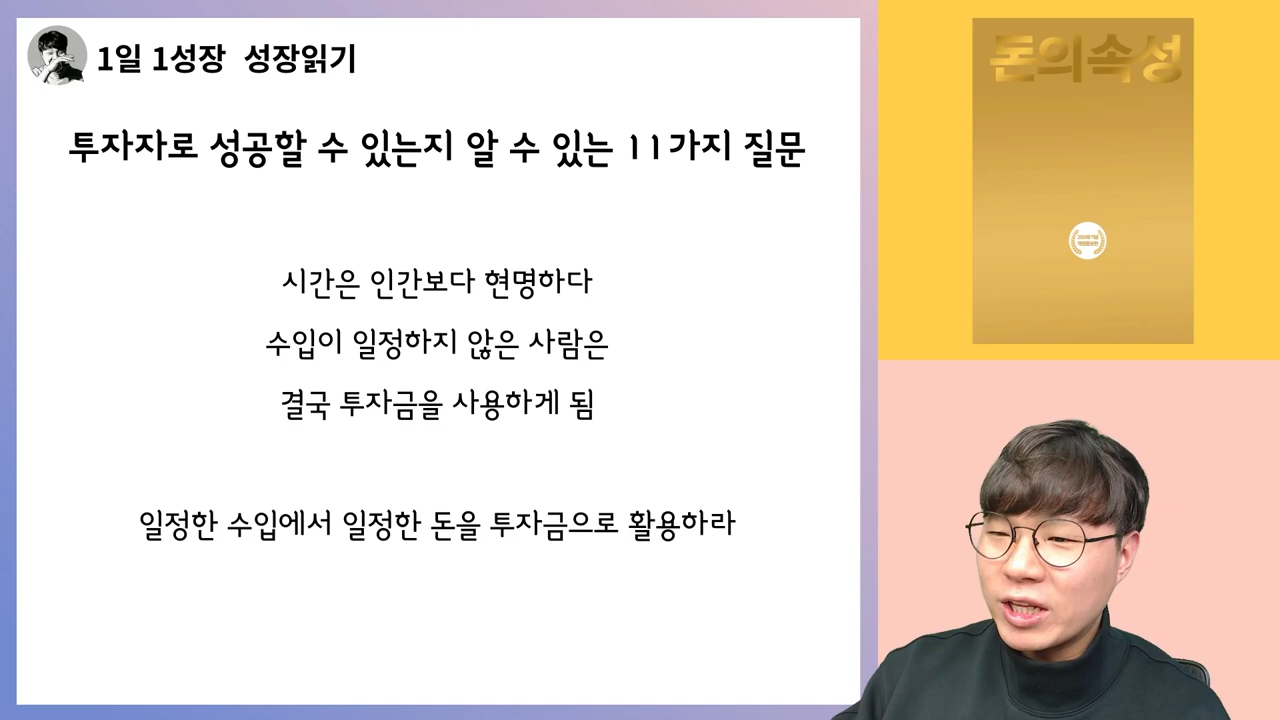 1일 1성장 성장읽기
투자자로 성공할 수 있는지 알 수 있는 11가지 질문
시간은 인간보다 현명하다
수입이 일정하지 않은 사람은
결국 투자금을 사용하게 됨
일정한 수입에서 일정한 돈을 투자금으로 활용하라
돈의 속성